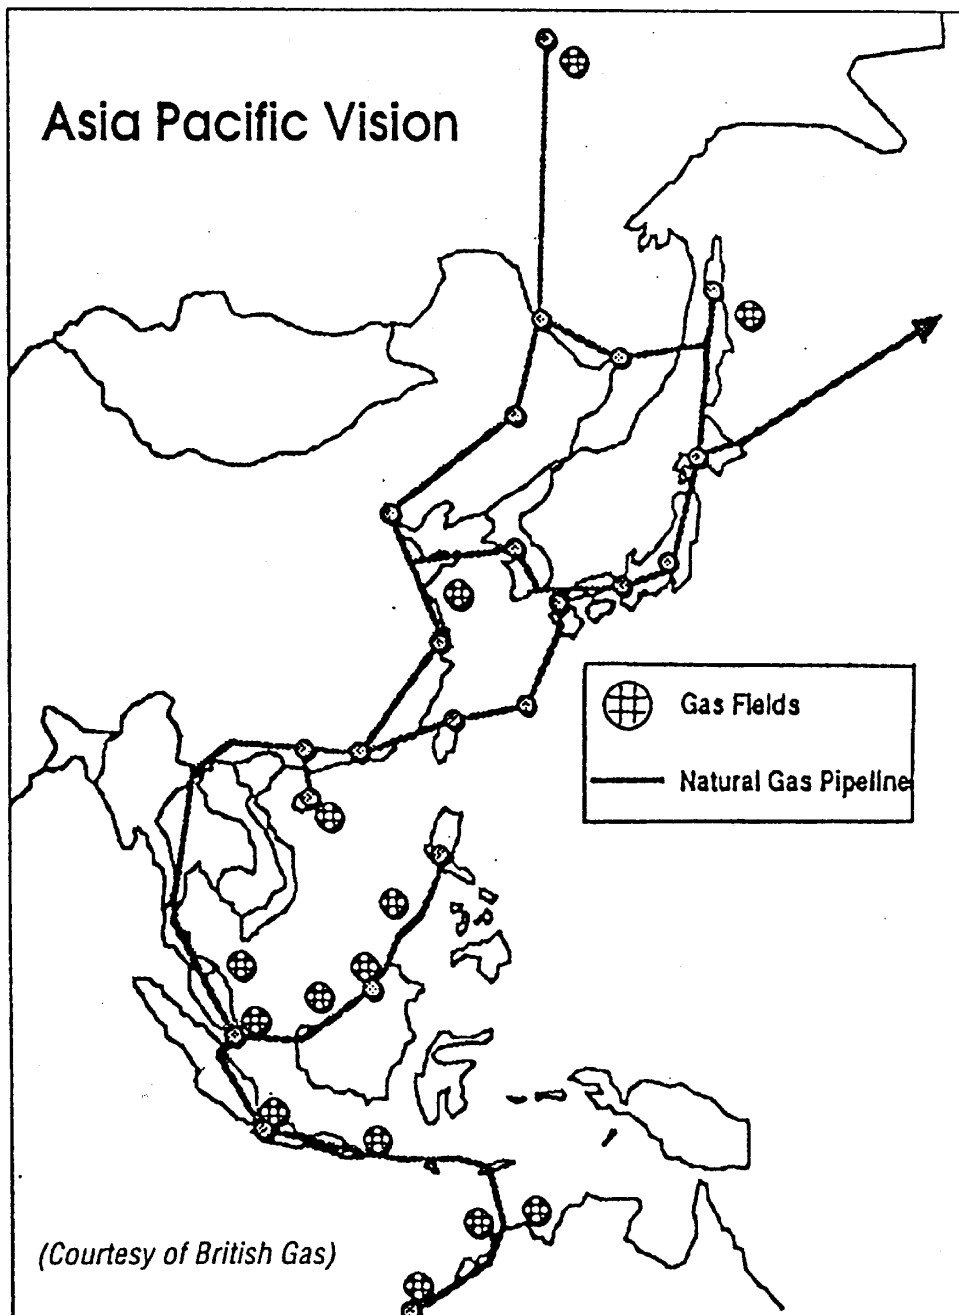 Asia Pacific Vision
Gas Fields
Natural Gas Pipeline
(Courtesy of British Gas)